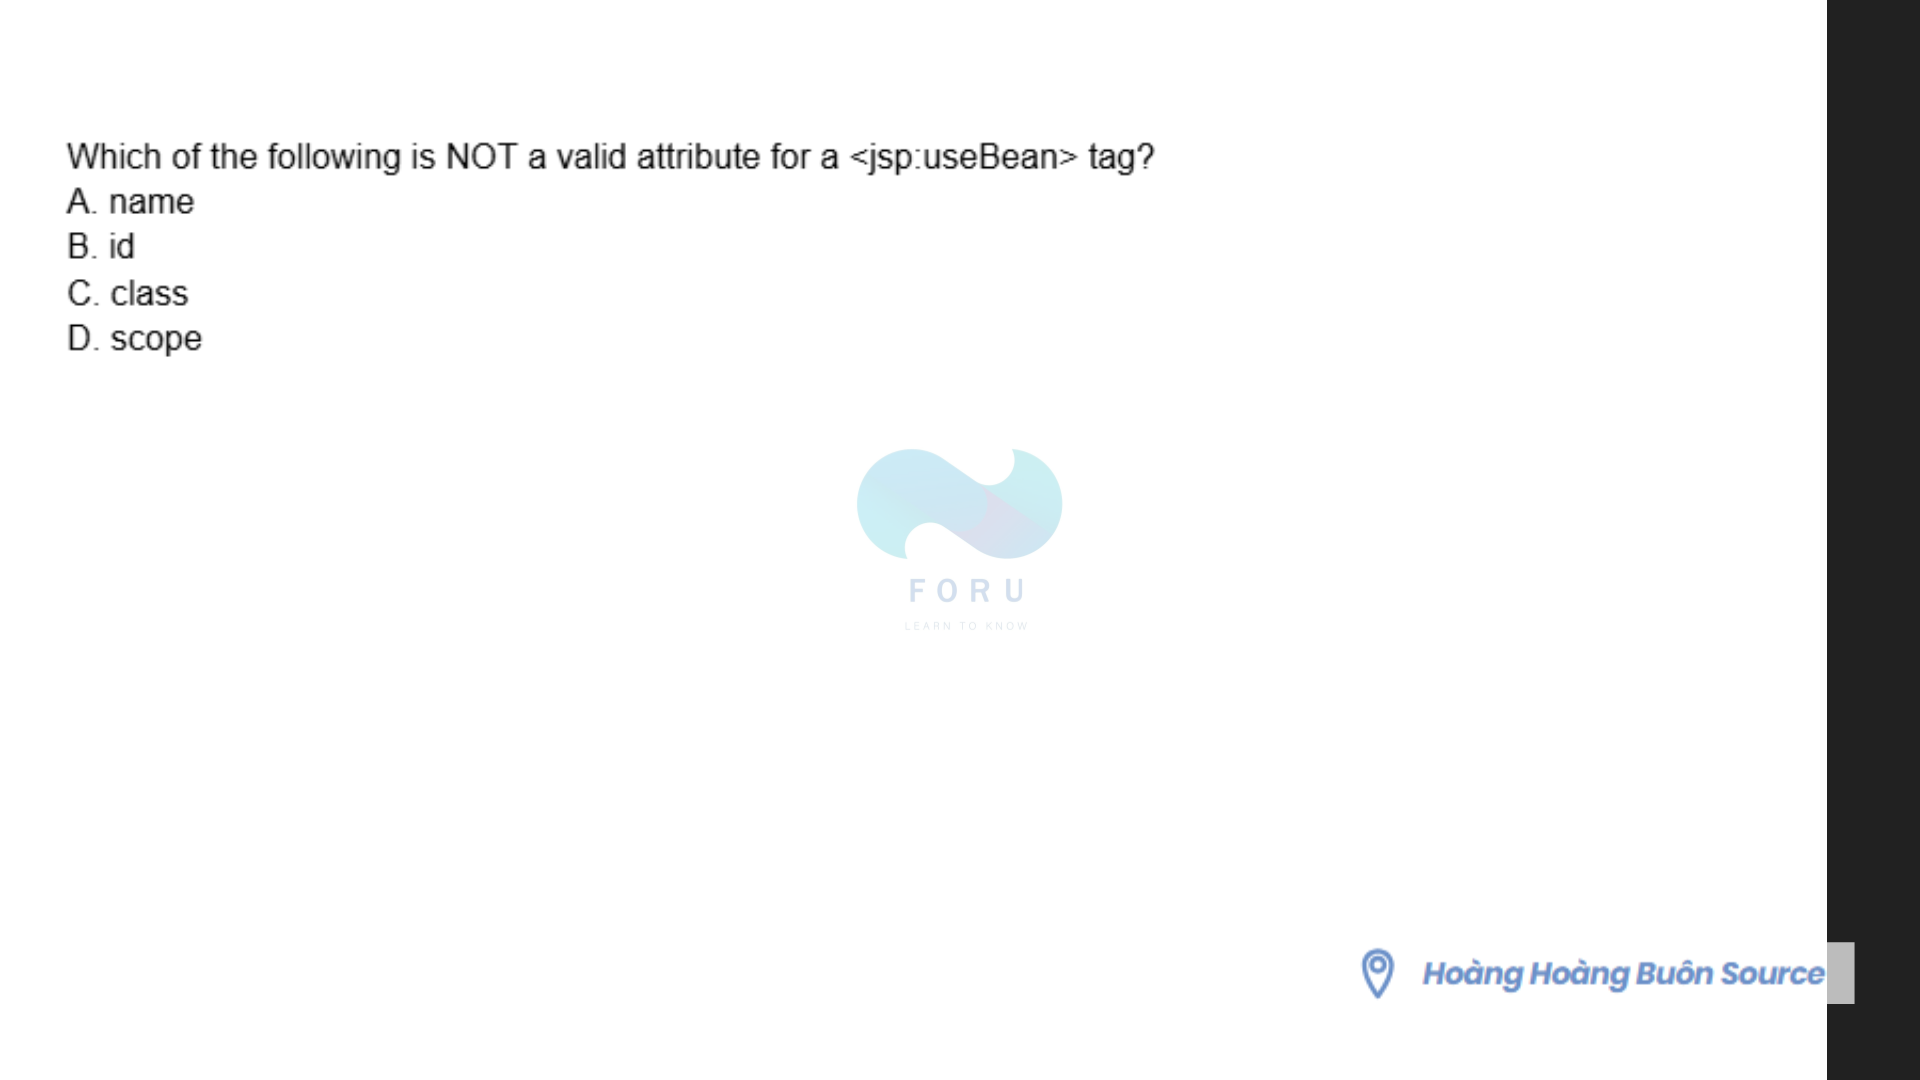 Which of the following is NOT a valid attribute for a <jsp:useBean> tag?
A. name
B. id
C. class
D. scope
FORU
LEARN TO KNOW
Hoàng Hoàng Buôn Source